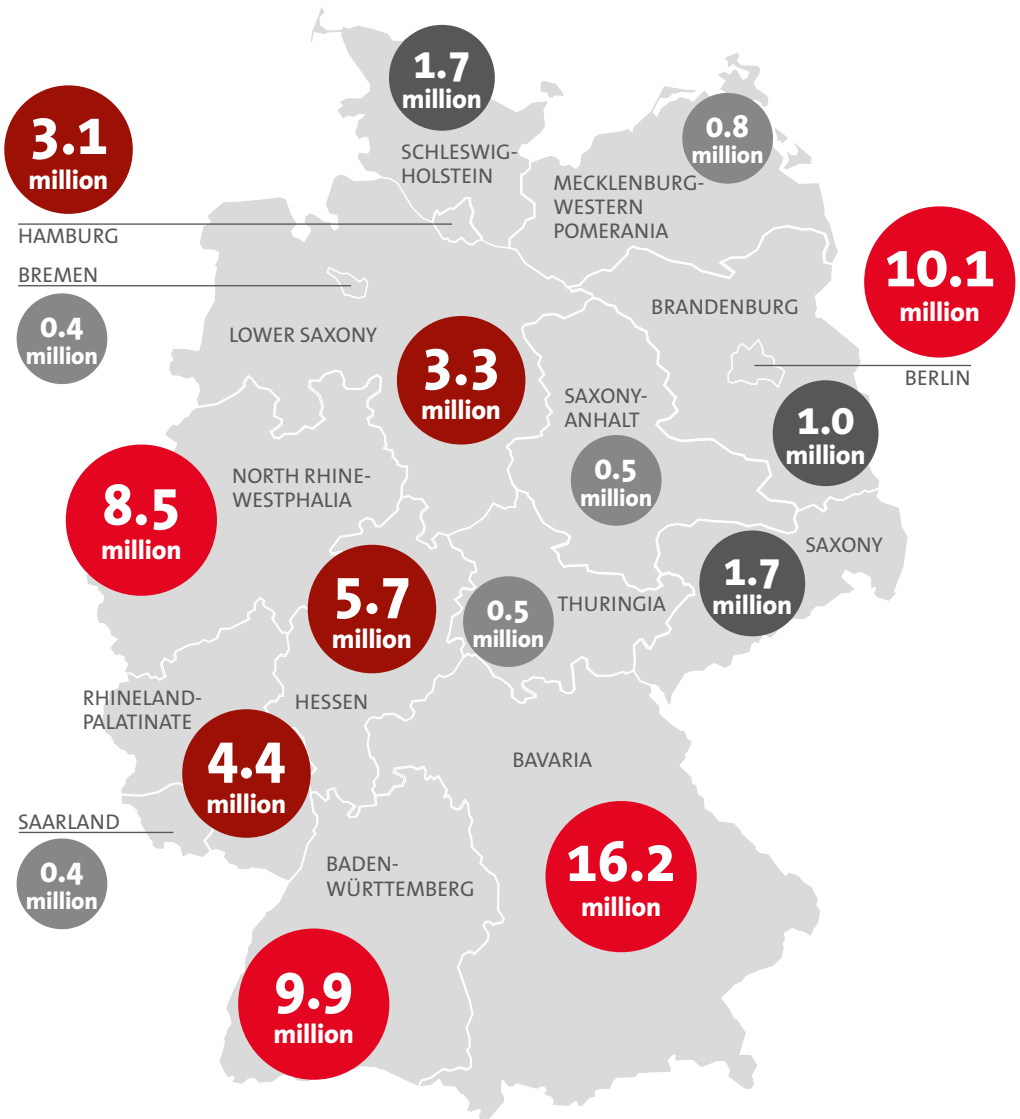 1.7
million
SCHLESWIG-
HOLSTEIN
3.1
million
HAMBURG
0.8
million
MECKLENBURG-
WESTERN
POMERANIA
BREMEN
0.4
million
10.1
million
BERLIN
BRANDENBURG
1.0
million
LOWER SAXONY
3.3
million
SAXONY-
ANHALT
0.5
million
NORTH RHINE-
WESTPHALIA
8.5
million
SAXONY
1.7
million
5.7
million
HESSEN
0.5
million
THURINGIA
RHINELAND-
PALATINATE
4.4
million
SAARLAND
0.4
million
BAVARIA
16.2
million
BADEN-
WÜRTTEMBERG
9.9
million